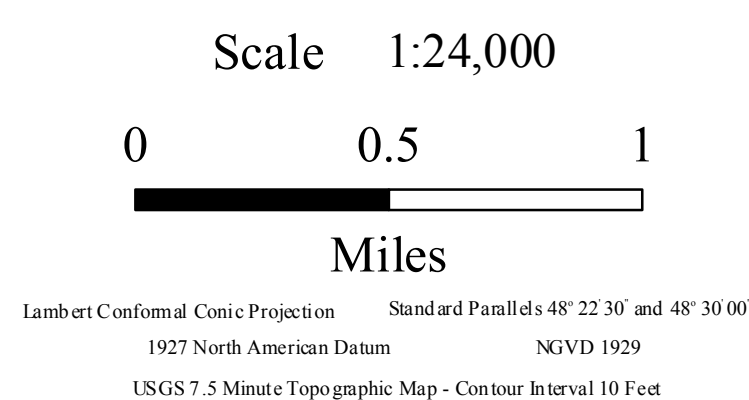 Scale 1:24,000
0 0.5 1
Miles
Lambert Conformal Conic Projection Standard Parallels 48° 22' 30" and 48° 30' 00"
1927 North American Datum NGVD 1929
USGS 7.5 Minute Topographic Map - Contour Interval 10 Feet